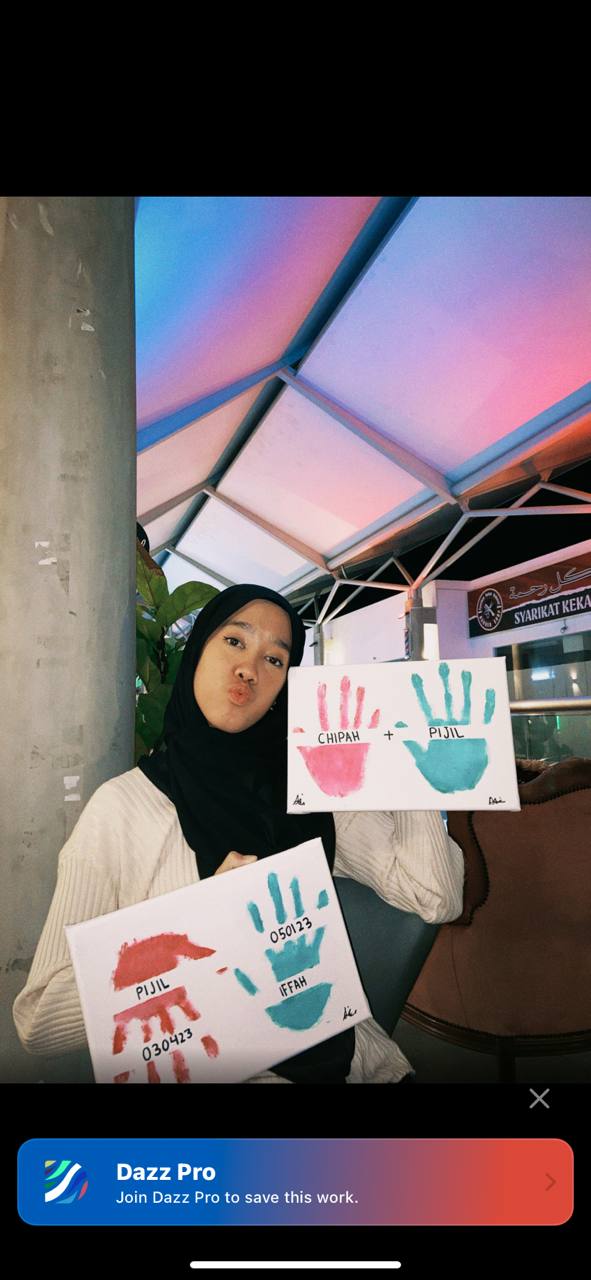 SYARIKAT KEKA
CHIPAH + PIJIL
050123
PIJIL
IFFAH
030423
Dazz Pro
Join Dazz Pro to save this work.